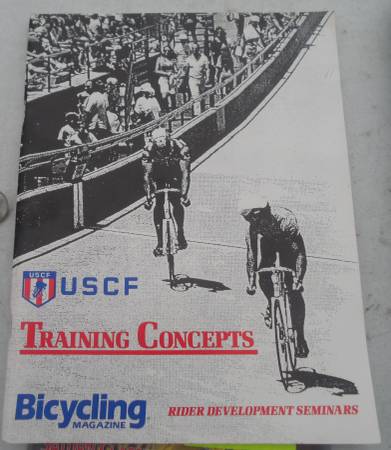 USCF
USCF
TRAINING CONCEPTS
Bicycling
MAGAZINE
RIDER DEVELOPMENT SEMINARS